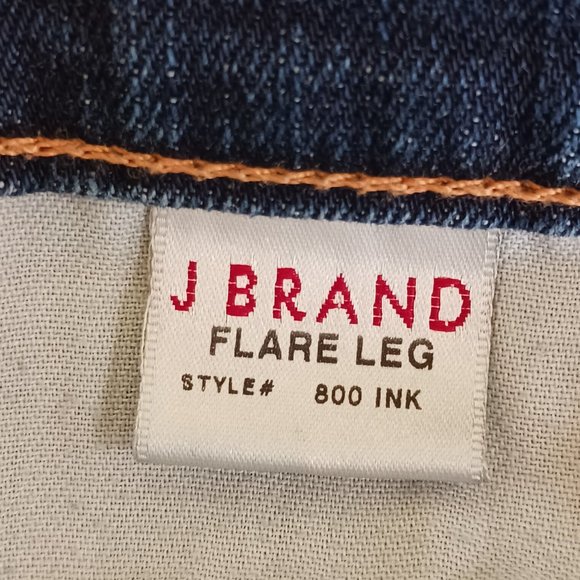 J BRAND
FLARE LEG
STYLE# 800 INK